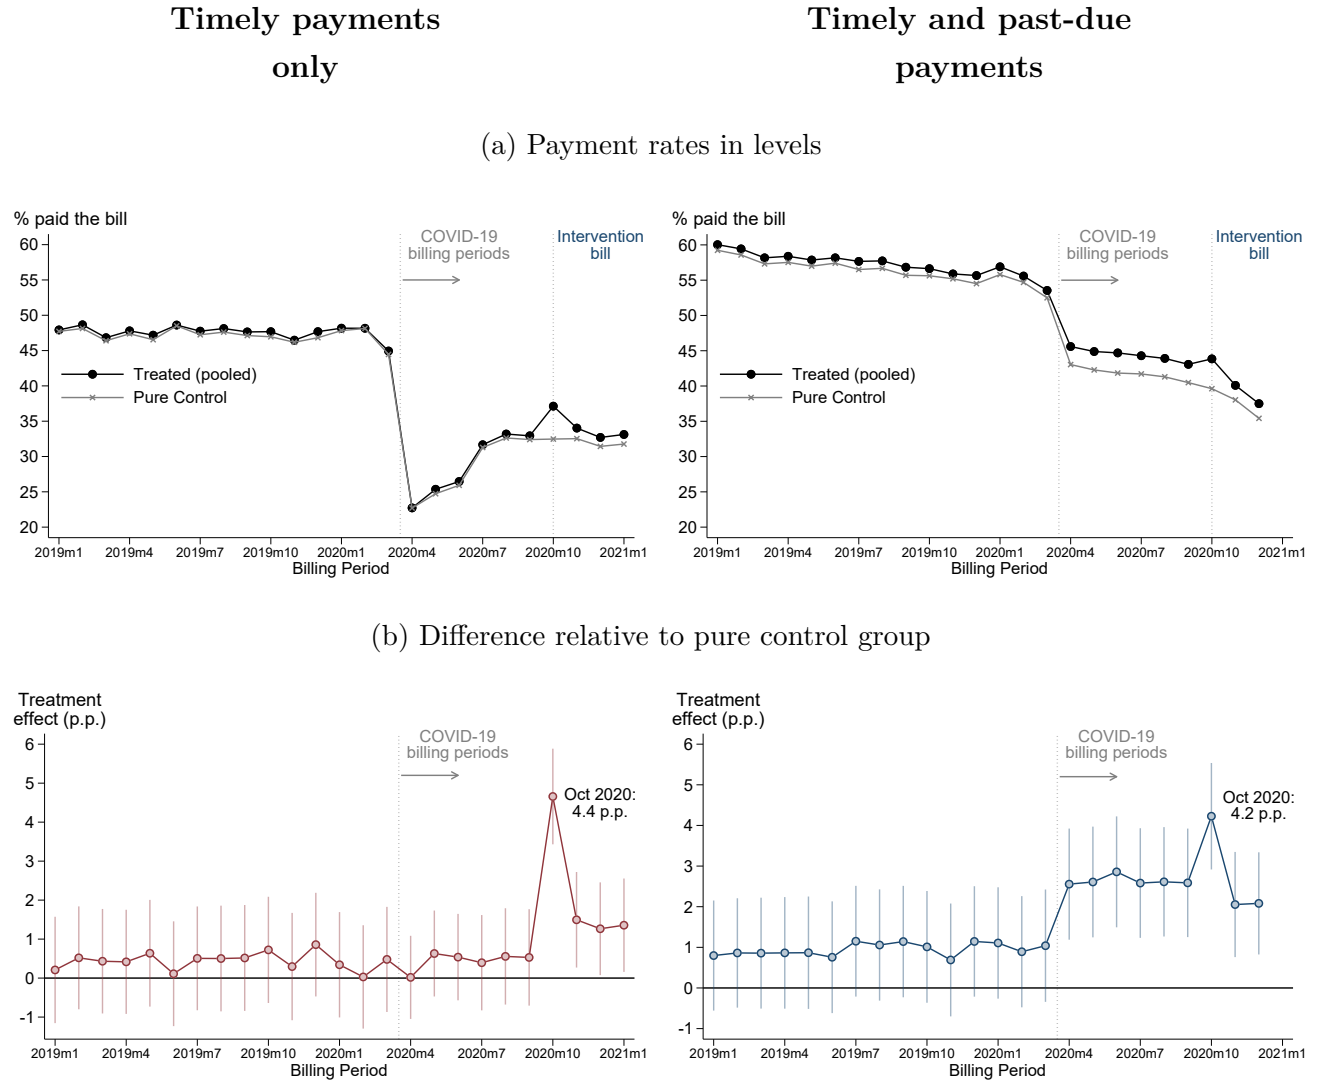 Timely payments
only
Timely and past-due
payments
(a) Payment rates in levels
% paid the bill
60
55
50
45
40
35
30
25
20
COVID-19
billing periods
Intervention
bill
Treated (pooled)
Pure Control
2019m1 2019m4 2019m7 2019m10 2020m1 2020m4 2020m7 2020m10 2021m1
Billing Period
% paid the bill
60
55
50
45
40
35
30
25
20
COVID-19
billing periods
Intervention
bill
Treated (pooled)
Pure Control
2019m1 2019m4 2019m7 2019m10 2020m1 2020m4 2020m7 2020m10 2021m1
Billing Period
(b) Difference relative to pure control group
Treatment
effect (p.p.)
6
5
4
3
2
1
0
-1
COVID-19
billing periods
Oct 2020:
4.4 p.p.
2019m1 2019m4 2019m7 2019m10 2020m1 2020m4 2020m7 2020m10 2021m1
Billing Period
Treatment
effect (p.p.)
6
5
4
3
2
1
0
-1
COVID-19
billing periods
Oct 2020:
4.2 p.p.
2019m1 2019m4 2019m7 2019m10 2020m1 2020m4 2020m7 2020m10 2021m1
Billing Period